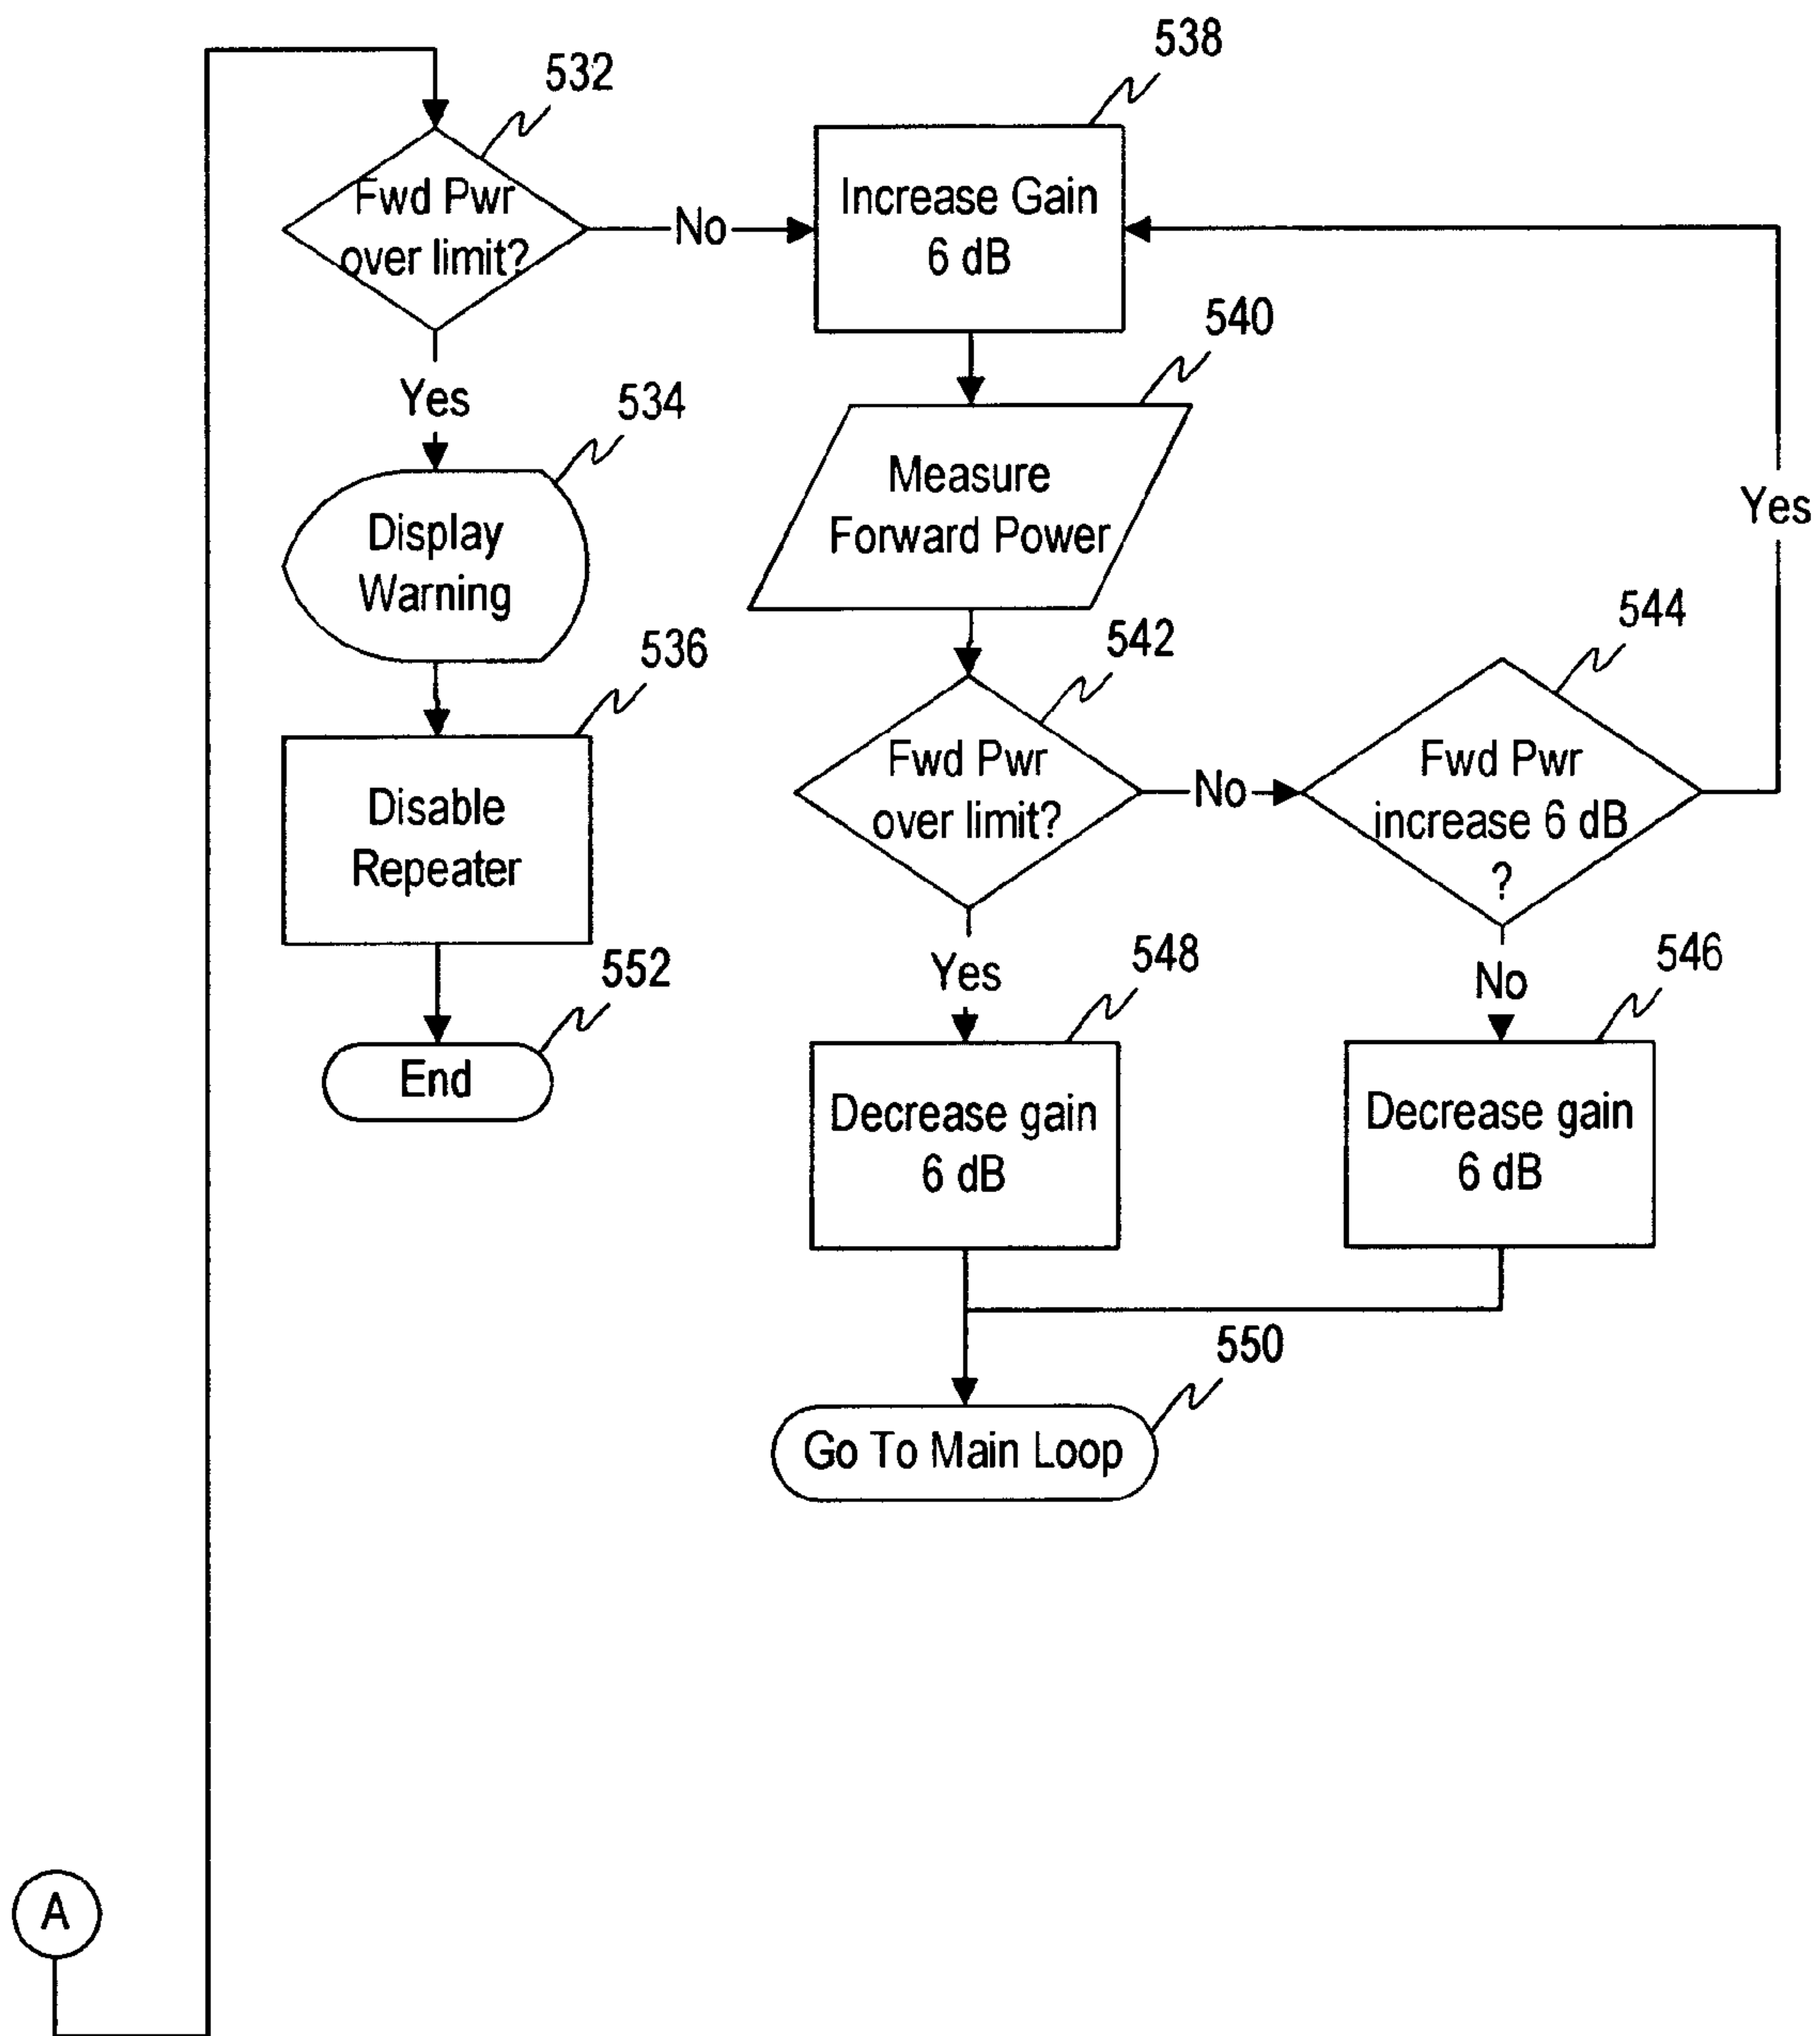 538
532
Fwd Pwr
over limit?
No
Increase Gain
6 dB
540
Yes
534
Measure
Forward Power
Yes
Display
Warning
542
544
536
Fwd Pwr
over limit?
No
Fwd Pwr
increase 6 dB
?
Disable
Repeater
552
Yes
548
No
546
End
Decrease gain
6 dB
Decrease gain
6 dB
550
Go To Main Loop
A